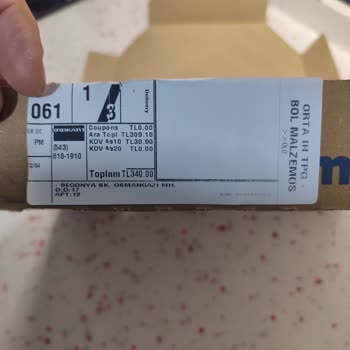 061
1/3
Delivery
PM
(543)
818-1910
Coupons TL0.00
Ara Topl TL309.10
KDV %10 TL30.90
KDV %20 TL0.00
Toplam TL340.00
- BEGONYA SK. OSMANGAZI MH.
D:D:17
APT:12
ORTA IH TPG -
BOL MALZEMOS
m